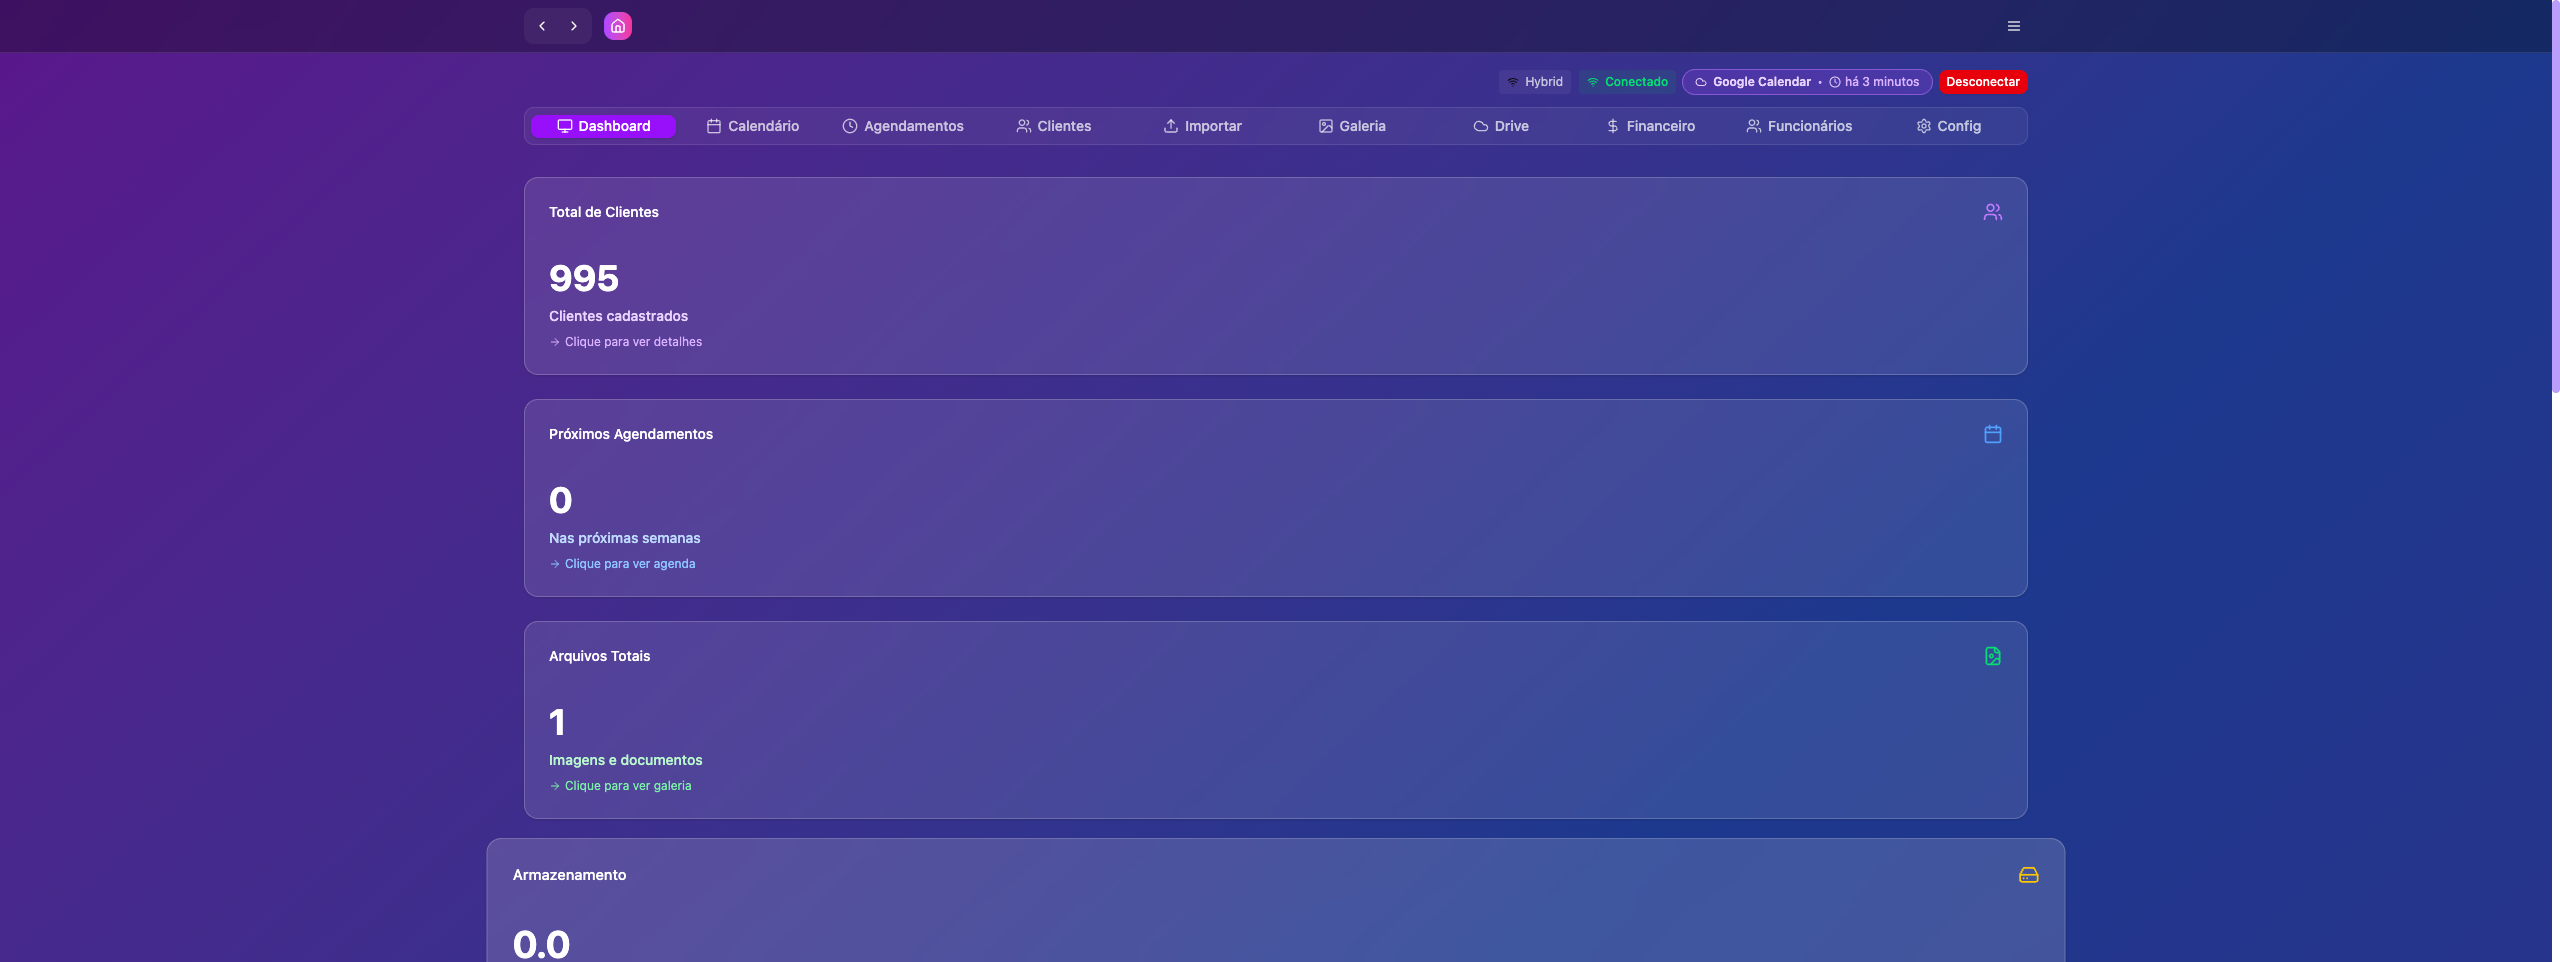 Hybrid Conectado Google Calendar • há 3 minutos Desconectar
Dashboard Calendário Agendamentos Clientes Importar Galeria Drive Financeiro Funcionários Config
Total de Clientes
995
Clientes cadastrados
→ Clique para ver detalhes
Próximos Agendamentos
0
Nas próximas semanas
→ Clique para ver agenda
Arquivos Totais
1
Imagens e documentos
→ Clique para ver galeria
Armazenamento
0.0